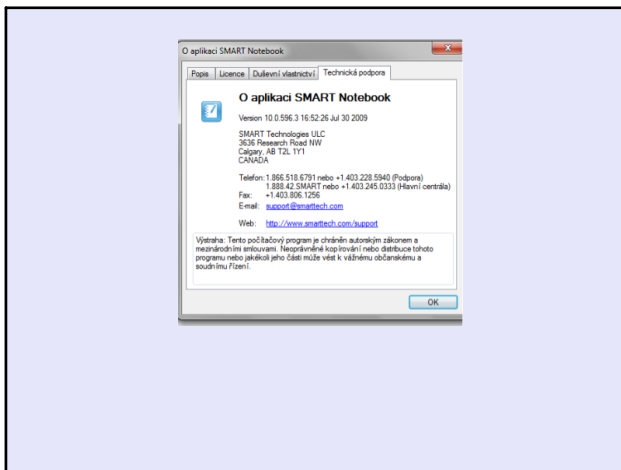 O aplikaci SMART Notebook
Popis Licence Duševní vlastnictví Technická podpora
O aplikaci SMART Notebook
Version 10.0.596.3 16:52:26 Jul 30 2009
SMART Technologies ULC
3636 Research Road NW
Calgary, AB T2L 1Y1
CANADA
Telefon: 1.866.518.6791 nebo +1.403.228.5940 (Podpora)
1.888.42.SMART nebo +1.403.245.0333 (Hlavní centrála)
Fax: +1.403.806.1256
E-mail: support@smarttech.com
Web: http://www.smarttech.com/support
Výstraha: Tento počítačový program je chráněn autorským zákonem a
mezinárodními smlouvami. Neoprávněné kopírování nebo distribuce tohoto
programu nebo jakékoli jeho části může vést k vážnému občanskému a
soudnímu řízení.
OK